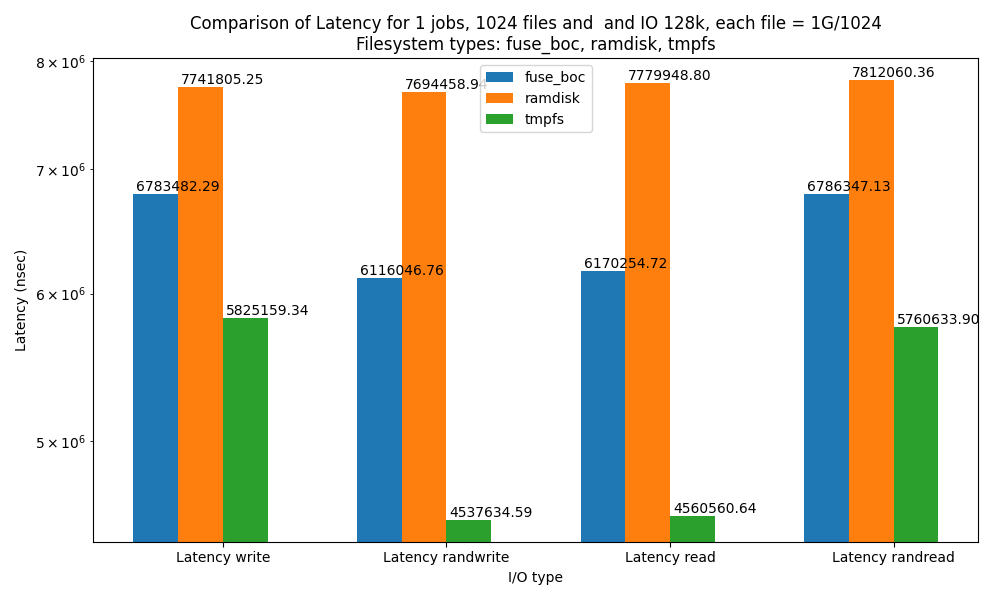 Comparison of Latency for 1 jobs, 1024 files and  and IO 128k, each file = 1G/1024
Filesystem types: fuse_boc, ramdisk, tmpfs
8 × 10⁶
7 × 10⁶
6 × 10⁶
5 × 10⁶
Latency (nsec)
fuse_boc
ramdisk
tmpfs
6783482.29
7741805.25
5825159.34
6116046.76
7694458.94
4537634.59
6170254.72
7779948.80
4560560.64
6786347.13
7812060.36
5760633.90
Latency write
Latency randwrite
Latency read
Latency randread
I/O type